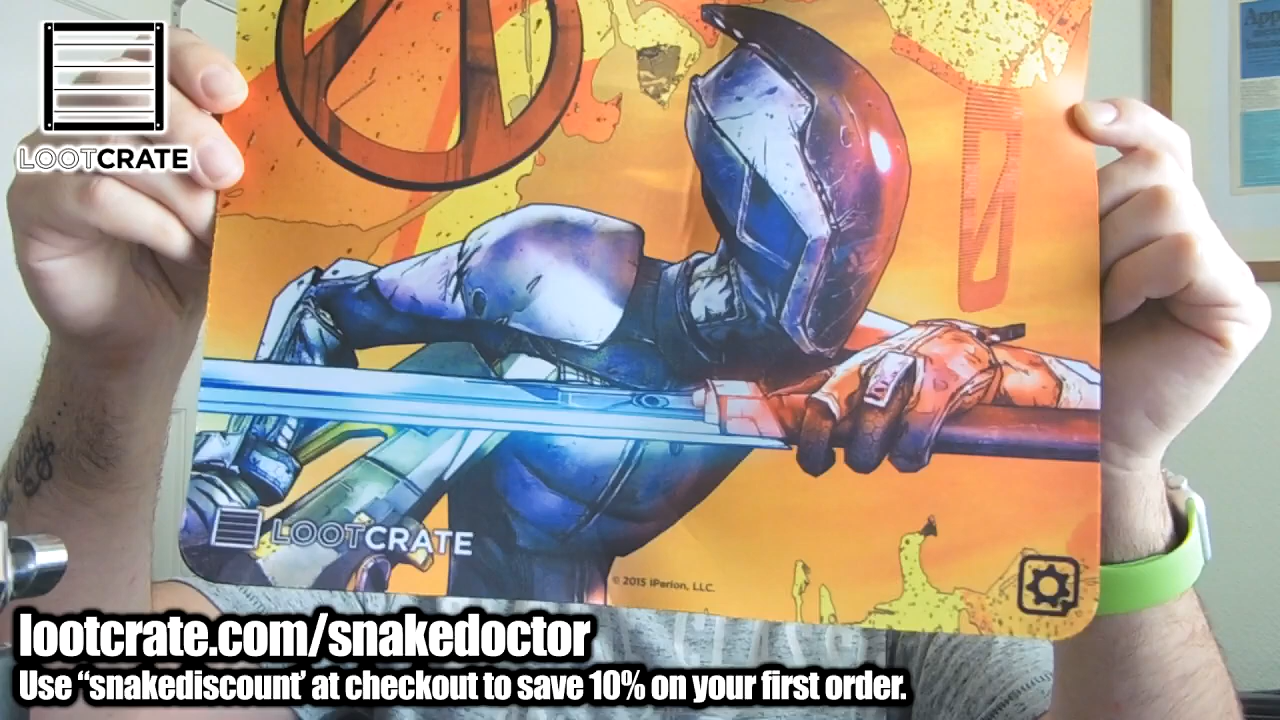 LOOTCRATE
LOOTCRATE
© 2015 iPerion, LLC.
lootcrate.com/snakedoctor
Use “snakediscount’ at checkout to save 10% on your first order.